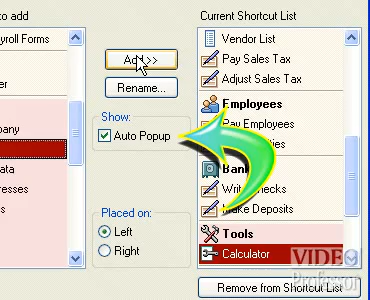 to add
yroll Forms
pany
ata
resses
s
Add>>
Rename...
Show:
Auto Popup
Placed on:
Left
Right
Current Shortcut List
Vendor List
Pay Sales Tax
Adjust Sales Tax
Employees
Pay Employees
Write Checks
Make Deposits
Tools
Calculator
Remove from Shortcut List
VIDEO
Professor